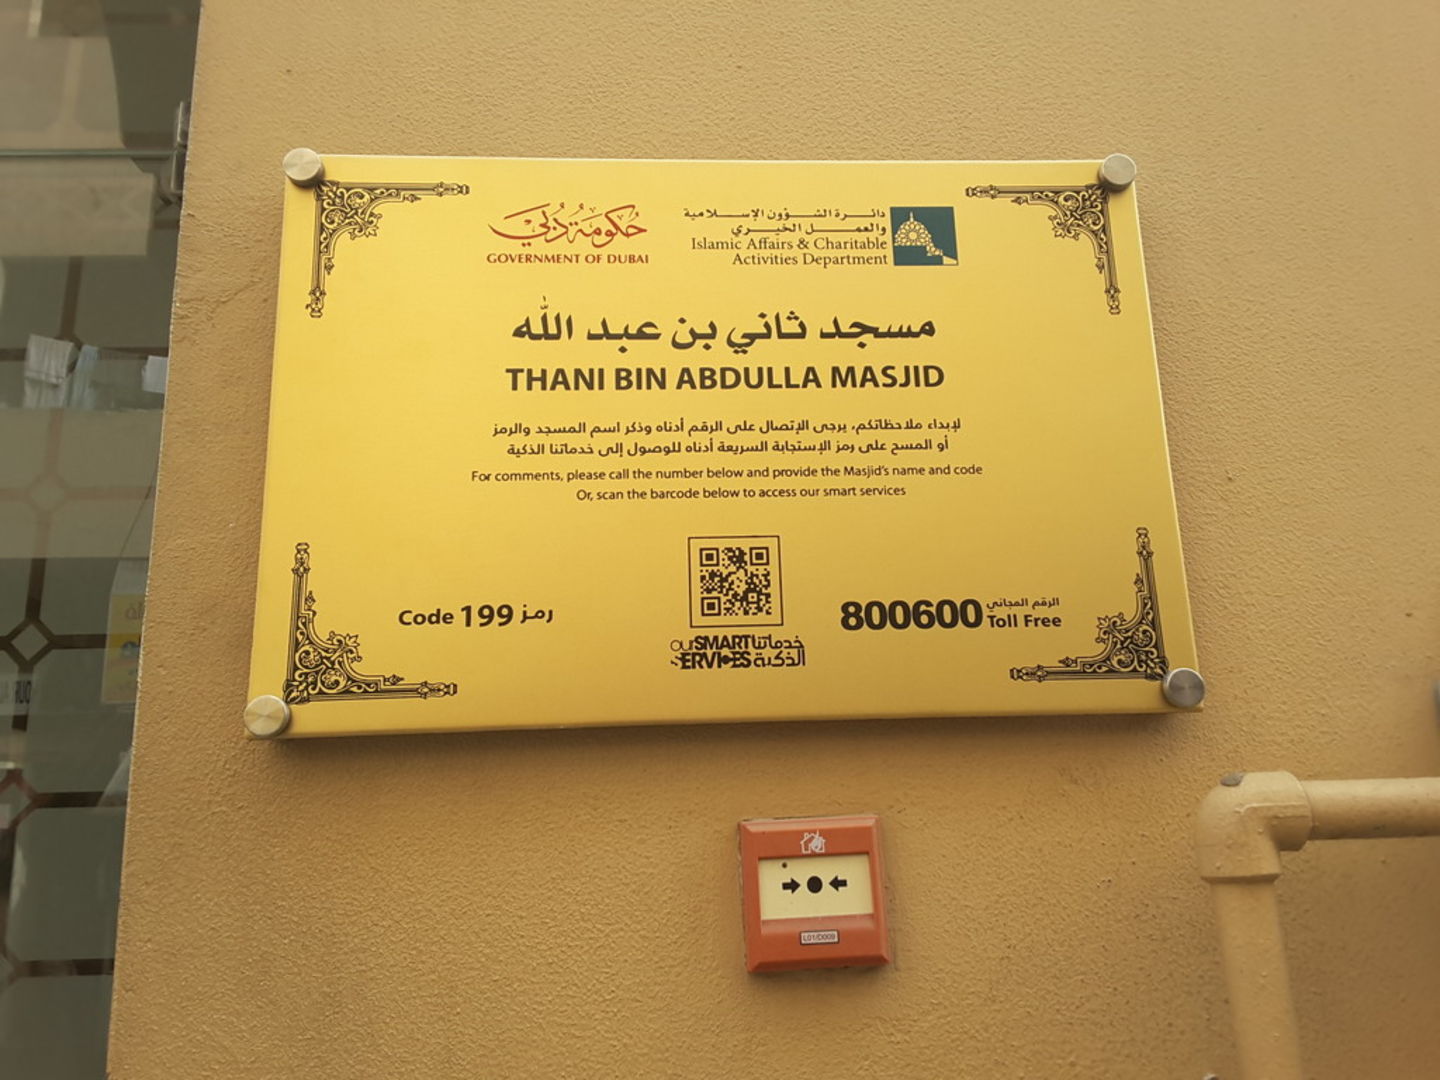 حكومة دبي
GOVERNMENT OF DUBAI
دائرة الشؤون الإسلامية
والعمل الخيري
Islamic Affairs & Charitable
Activities Department
مسجد ثاني بن عبد الله
THANI BIN ABDULLA MASJID
لإبداء ملاحظاتكم، يرجى الإتصال على الرقم أدناه وذكر اسم المسجد والرمز
أو المسح على رمز الإستجابة السريعة أدناه للوصول إلى خدماتنا الذكية
For comments, please call the number below and provide the Masjid's name and code
Or, scan the barcode below to access our smart services
Code 199 رمز
ourSMART خدماتنا
SERVICES الذكية
800600 الرقم المجاني
Toll Free
L01/D009